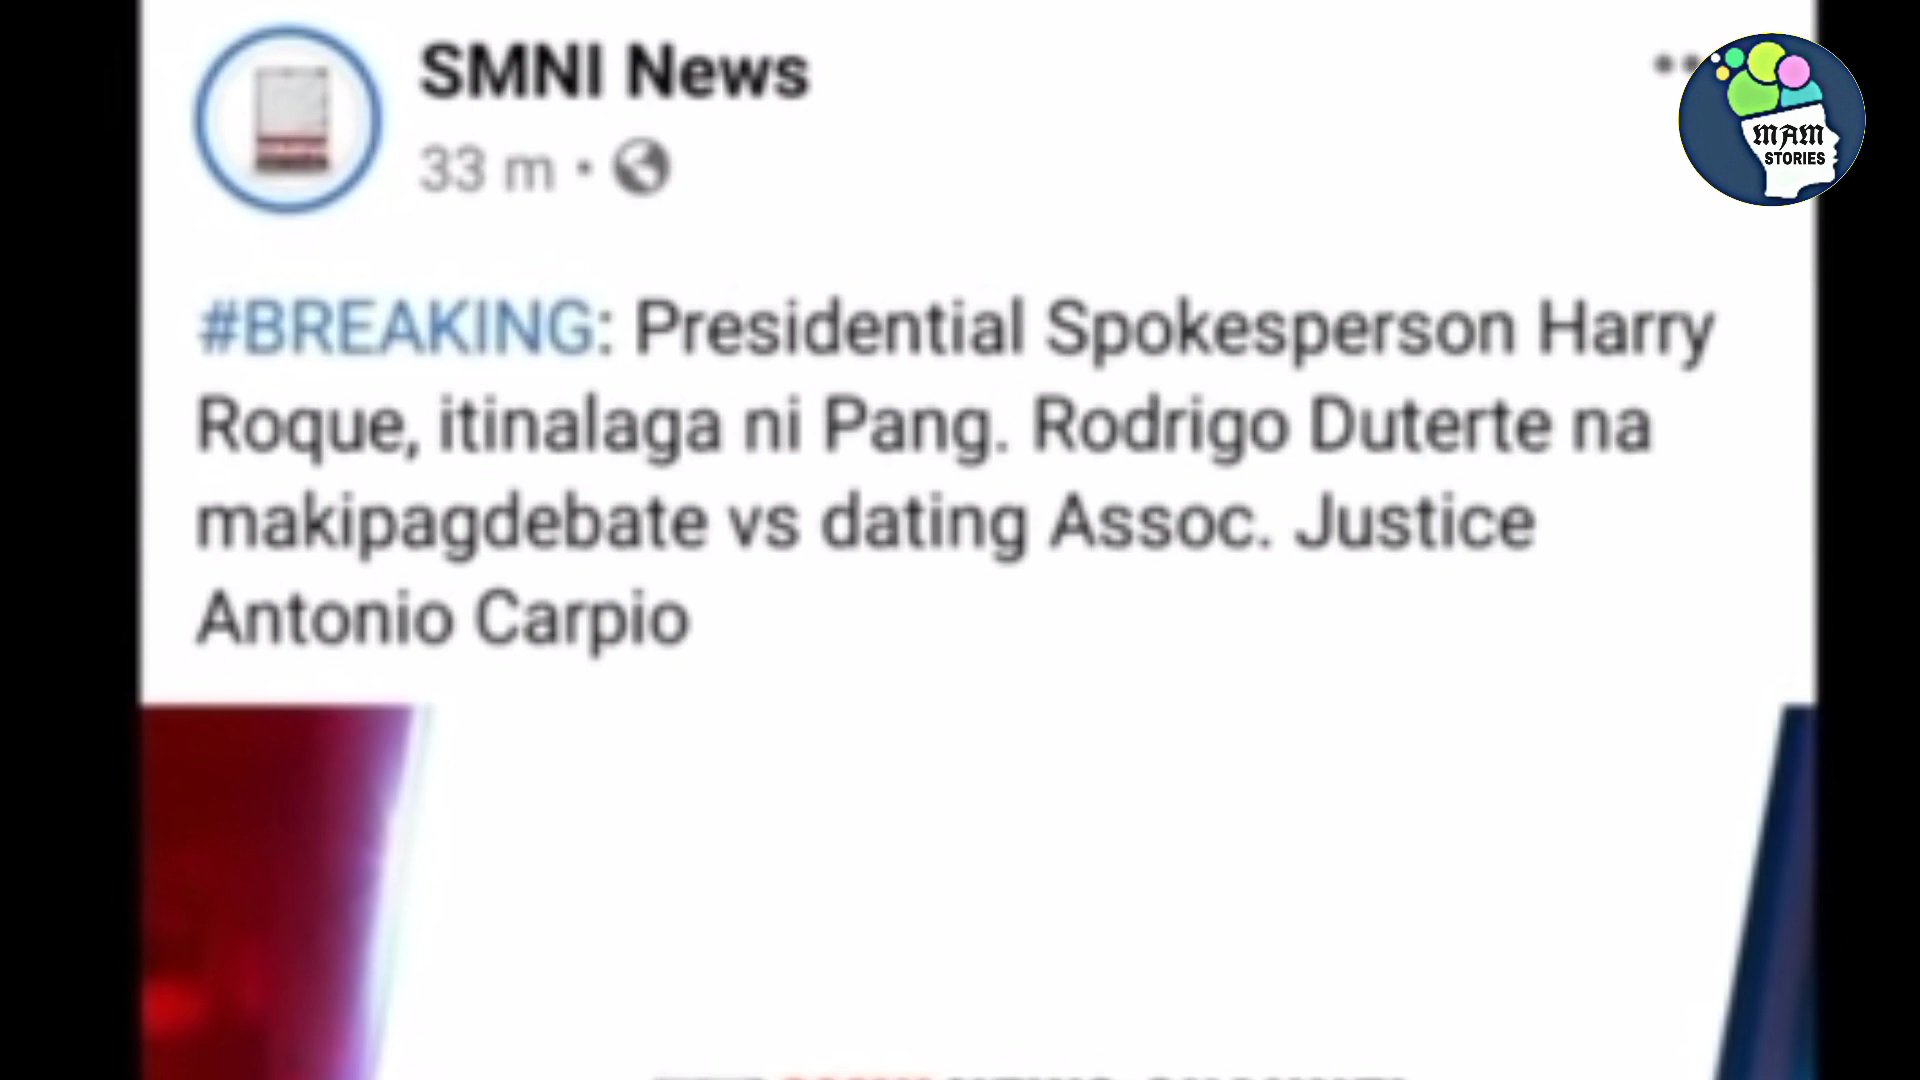 SMNI News
33 m
#BREAKING: Presidential Spokesperson Harry
Roque, itinalaga ni Pang. Rodrigo Duterte na
makipagdebate vs dating Assoc. Justice
Antonio Carpio
MAM
STORIES